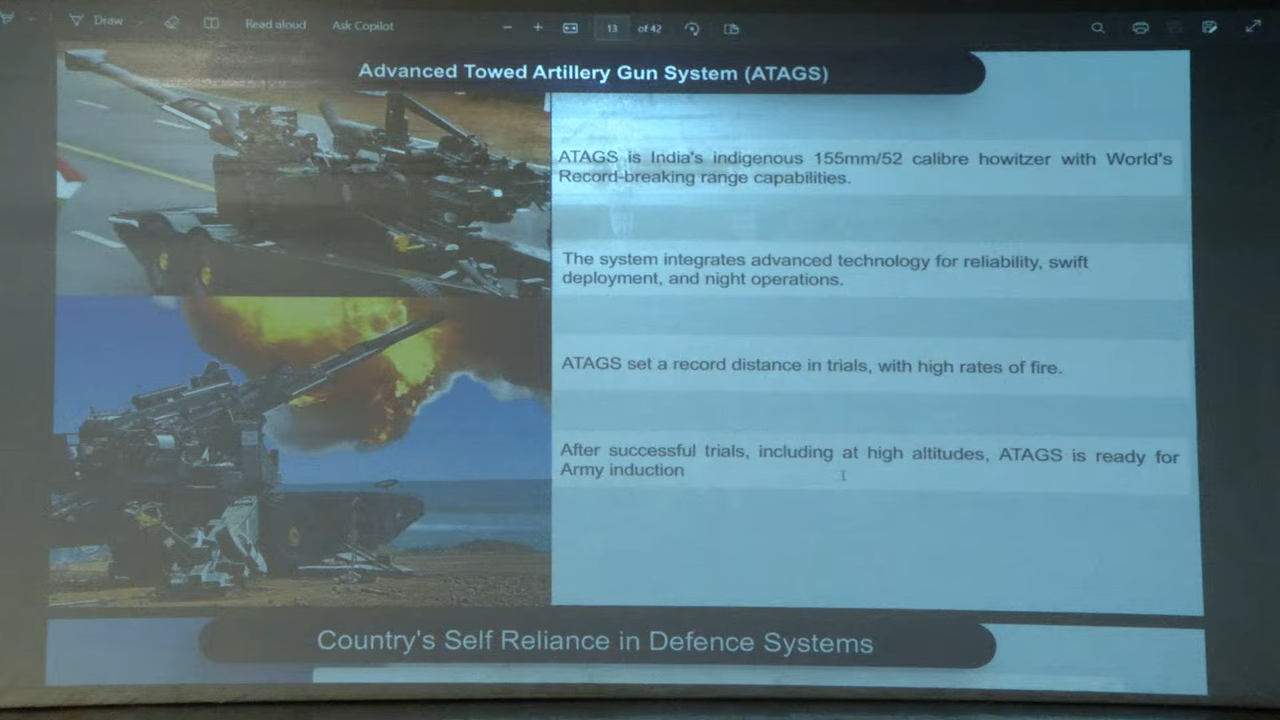 Draw
Read aloud
Ask Copilot
13
of 42
Advanced Towed Artillery Gun System (ATAGS)
ATAGS is India's indigenous 155mm/52 calibre howitzer with World's
Record-breaking range capabilities.
The system integrates advanced technology for reliability, swift
deployment, and night operations.
ATAGS set a record distance in trials, with high rates of fire.
After successful trials, including at high altitudes, ATAGS is ready for
Army induction
Country's Self Reliance in Defence Systems